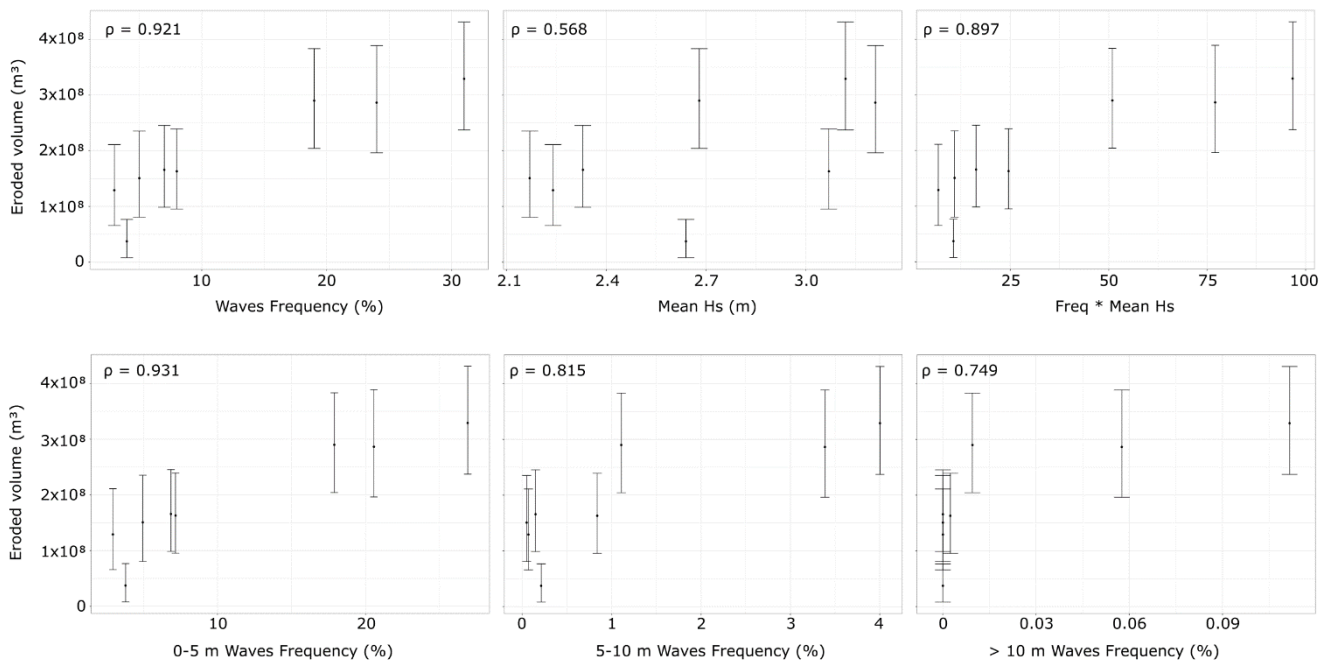 ρ = 0.921
ρ = 0.568
ρ = 0.897
Eroded volume (m³)
4x10⁸
3x10⁸
2x10⁸
1x10⁸
0
10 20 30
2.1 2.4 2.7 3.0
25 50 75 100
Waves Frequency (%)
Mean Hs (m)
Freq * Mean Hs
ρ = 0.931
ρ = 0.815
ρ = 0.749
Eroded volume (m³)
4x10⁸
3x10⁸
2x10⁸
1x10⁸
0
10 20
0 1 2 3 4
0 0.03 0.06 0.09
0-5 m Waves Frequency (%)
5-10 m Waves Frequency (%)
> 10 m Waves Frequency (%)